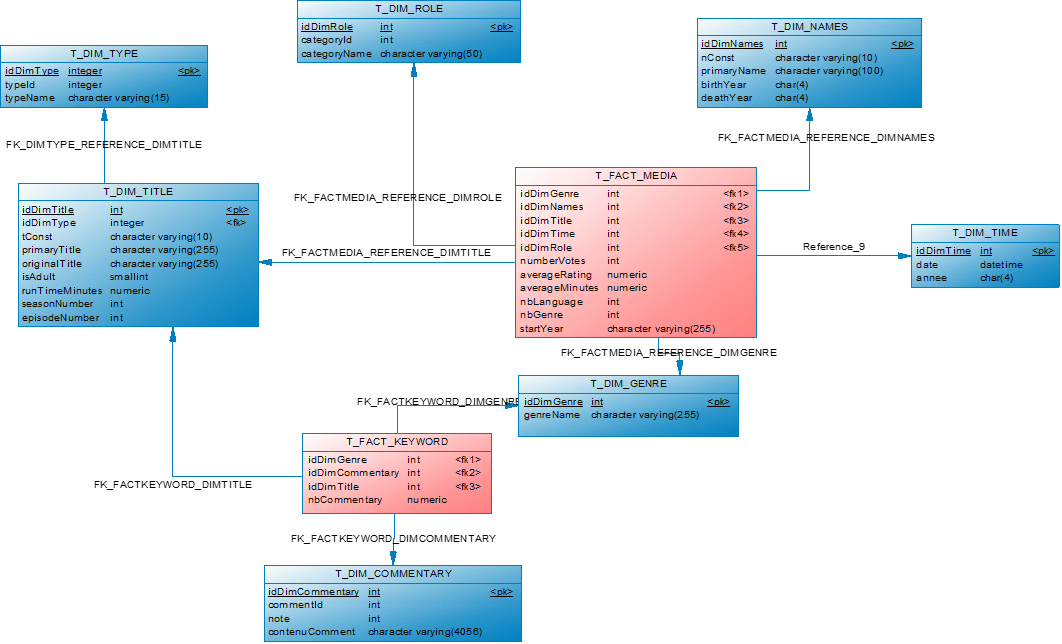 T_DIM_ROLE
idDimRole int <pk>
categoryId int
categoryName character varying(50)
T_DIM_NAMES
idDimNames int <pk>
nConst character varying(10)
primaryName character varying(100)
birthYear char(4)
deathYear char(4)
T_DIM_TYPE
idDimType integer <pk>
typeId integer
typeName character varying(15)
FK_DIMTYPE_REFERENCE_DIMTITLE
FK_FACTMEDIA_REFERENCE_DIMNAMES
T_DIM_TITLE
idDimTitle int <pk>
idDimType integer <fk>
tConst character varying(10)
primaryTitle character varying(255)
originalTitle character varying(255)
isAdult smallint
runTimeMinutes numeric
seasonNumber int
episodeNumber int
FK_FACTMEDIA_REFERENCE_DIMROLE
FK_FACTMEDIA_REFERENCE_DIMTITLE
T_FACT_MEDIA
idDimGenre int <fk1>
idDimNames int <fk2>
idDimTitle int <fk3>
idDimTime int <fk4>
idDimRole int <fk5>
numberVotes int
averageRating numeric
averageMinutes numeric
nbLanguage int
nbGenre int
startYear character varying(255)
Reference_9
T_DIM_TIME
idDimTime int <pk>
date datetime
annee char(4)
FK_FACTMEDIA_REFERENCE_DIMGENRE
T_DIM_GENRE
idDimGenre int <pk>
genreName character varying(255)
FK_FACTKEYWORD_DIMGENRE
T_FACT_KEYWORD
idDimGenre int <fk1>
idDimCommentary int <fk2>
idDimTitle int <fk3>
nbCommentary numeric
FK_FACTKEYWORD_DIMTITLE
FK_FACTKEYWORD_DIMCOMMENTARY
T_DIM_COMMENTARY
idDimCommentary int <pk>
commentId int
note int
contenuComment character varying(4056)